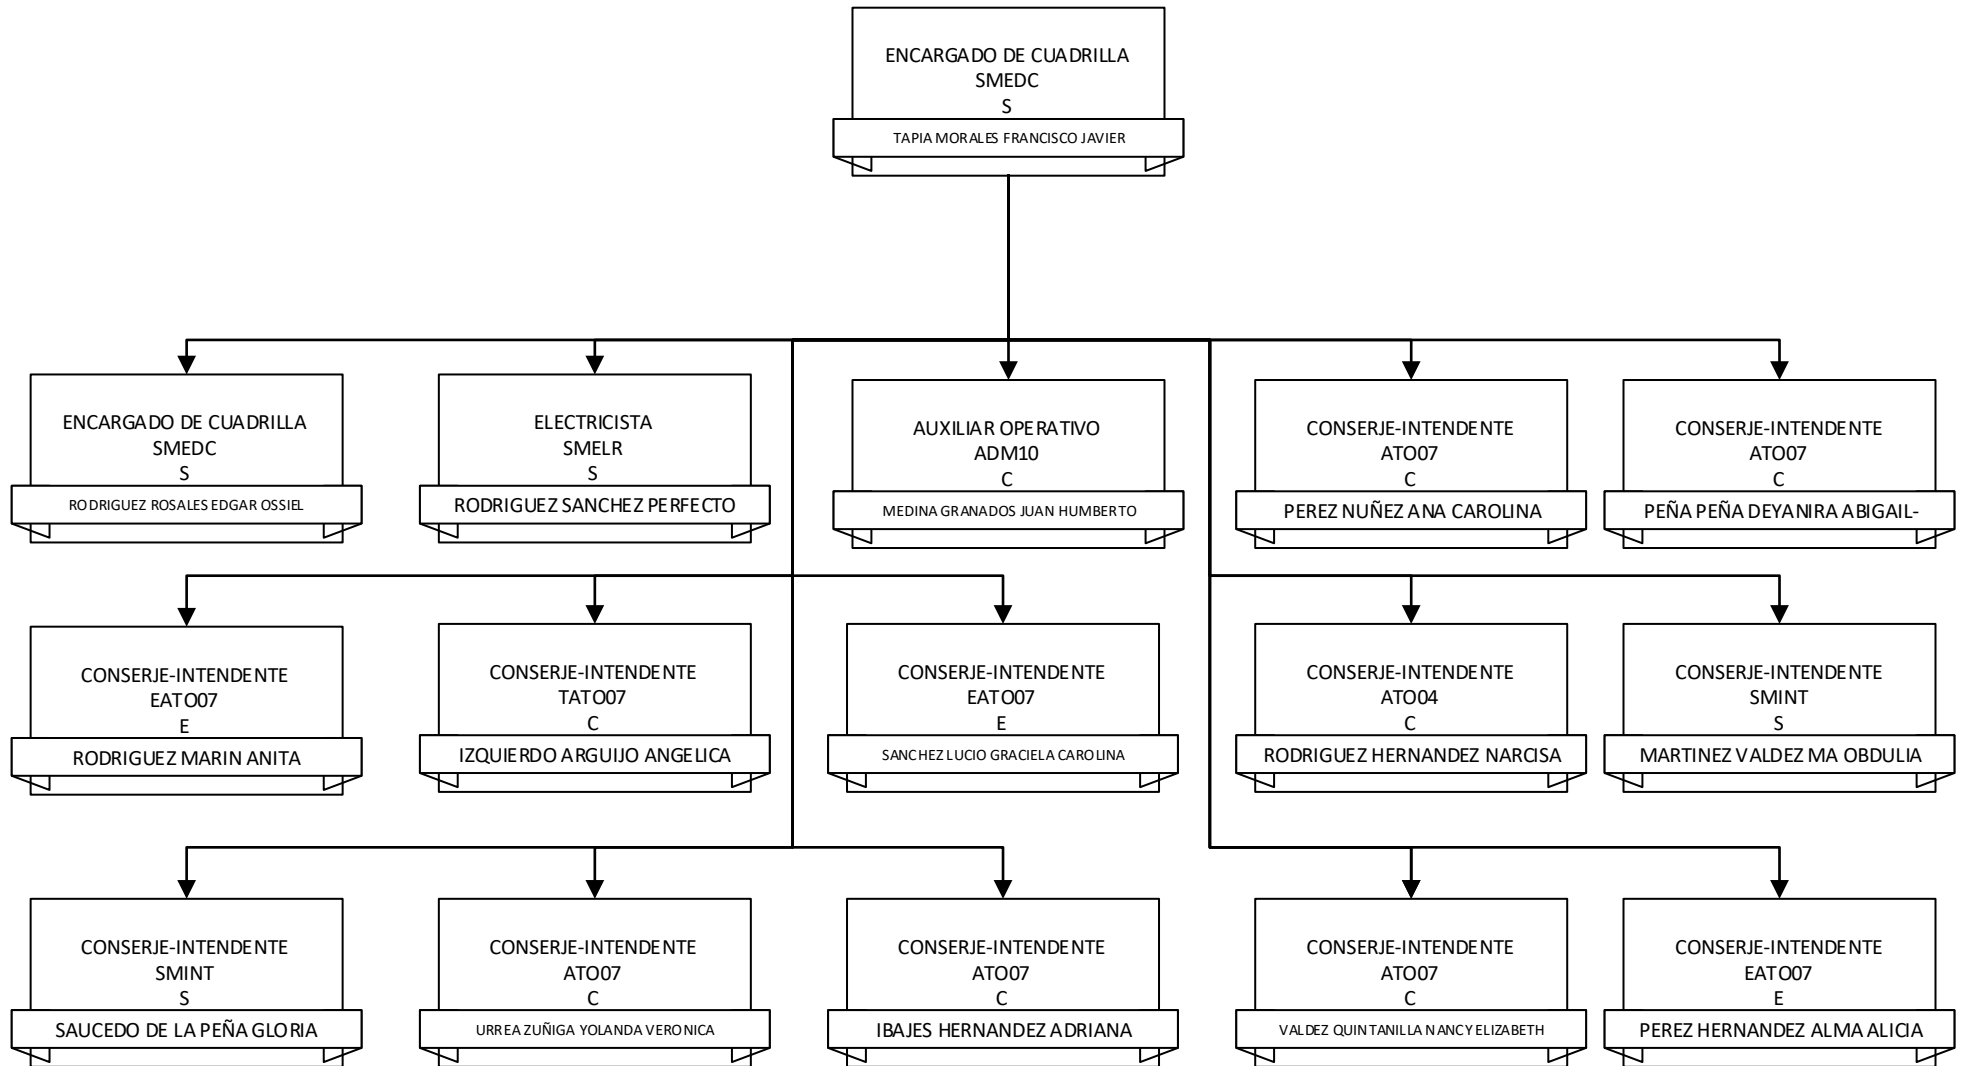 ENCARGADO DE CUADRILLA
SMEDC
S
TAPIA MORALES FRANCISCO JAVIER
ENCARGADO DE CUADRILLA
SMEDC
S
RODRIGUEZ ROSALES EDGAR OSSIEL
ELECTRICISTA
SMELR
S
RODRIGUEZ SANCHEZ PERFECTO
AUXILIAR OPERATIVO
ADM10
C
MEDINA GRANADOS JUAN HUMBERTO
CONSERJE-INTENDENTE
ATO07
C
PEREZ NUÑEZ ANA CAROLINA
CONSERJE-INTENDENTE
ATO07
C
PEÑA PEÑA DEYANIRA ABIGAIL-
CONSERJE-INTENDENTE
EATO07
E
RODRIGUEZ MARIN ANITA
CONSERJE-INTENDENTE
TATO07
C
IZQUIERDO ARGUIJO ANGELICA
CONSERJE-INTENDENTE
EATO07
E
SANCHEZ LUCIO GRACIELA CAROLINA
CONSERJE-INTENDENTE
ATO04
C
RODRIGUEZ HERNANDEZ NARCISA
CONSERJE-INTENDENTE
SMINT
S
MARTINEZ VALDEZ MA OBDULIA
CONSERJE-INTENDENTE
SMINT
S
SAUCEDO DE LA PEÑA GLORIA
CONSERJE-INTENDENTE
ATO07
C
URREA ZUÑIGA YOLANDA VERONICA
CONSERJE-INTENDENTE
ATO07
C
IBAJES HERNANDEZ ADRIANA
CONSERJE-INTENDENTE
ATO07
C
VALDEZ QUINTANILLA NANCY ELIZABETH
CONSERJE-INTENDENTE
EATO07
E
PEREZ HERNANDEZ ALMA ALICIA